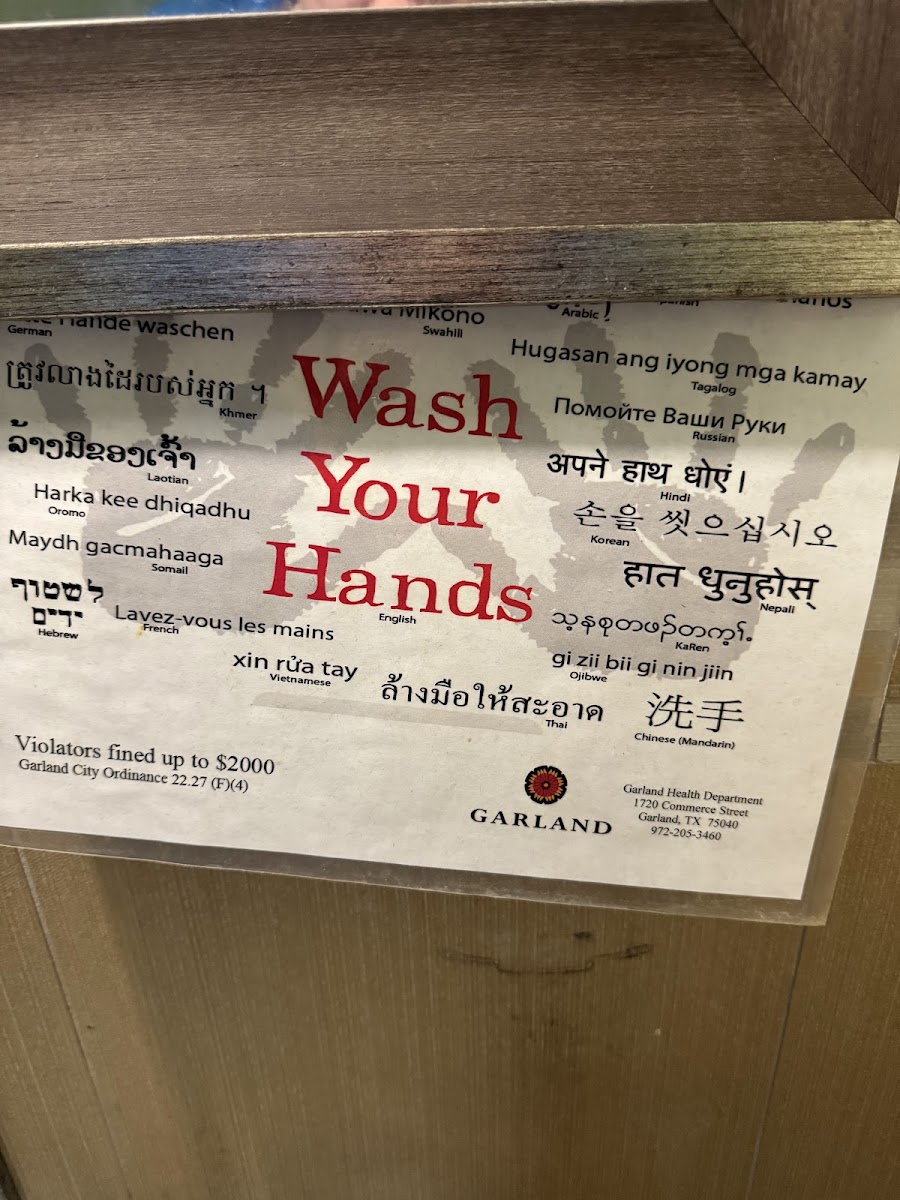 Hande waschen
German
Mikono
Swahili
Arabic
Hugasan ang iyong mga kamay
Tagalog
ត្រូវលាងដៃរបស់អ្នក ។
Khmer
Wash
Your
Hands
English
Помойте Ваши Руки
Russian
ລ້າງມືຂອງເຈົ້າ
Laotian
अपने हाथ धोएं।
Hindi
Harka kee dhiqadhu
Oromo
손을 씻으십시오
Korean
Maydh gacmahaaga
Somail
हात धुनुहोस्
Nepali
לשטוף
ידים
Hebrew
Lavez-vous les mains
French
KaRen
gi zii bii gi nin jiin
Ojibwe
xin rửa tay
Vietnamese
ล้างมือให้สะอาด
Thai
洗手
Chinese (Mandarin)
Violators fined up to $2000
Garland City Ordinance 22.27 (F)(4)
GARLAND
Garland Health Department
1720 Commerce Street
Garland, TX 75040
972-205-3460